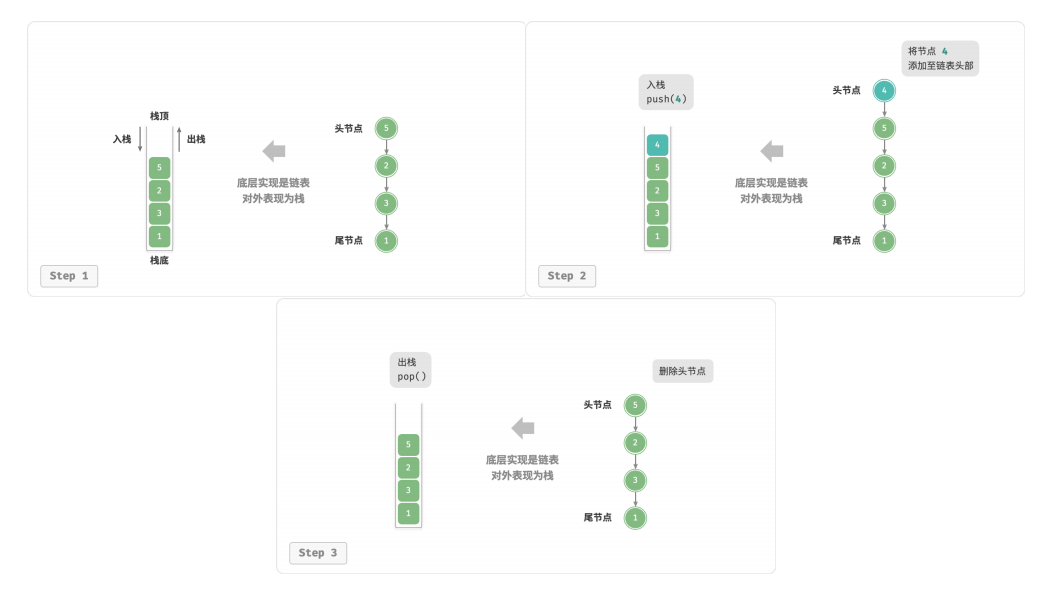 栈顶
入栈
出栈
5
2
3
1
栈底
底层实现是链表
对外表现为栈
头节点
5
2
3
尾节点
1
Step 1
入栈
push(4)
4
5
2
3
1
底层实现是链表
对外表现为栈
将节点 4
添加至链表头部
头节点
4
5
2
3
尾节点
1
Step 2
出栈
pop()
5
2
3
1
底层实现是链表
对外表现为栈
删除头节点
头节点
5
2
3
尾节点
1
Step 3